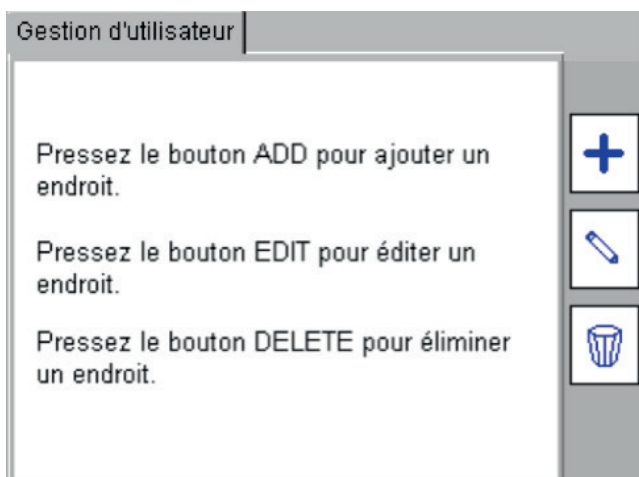 Gestion d'utilisateur
Pressez le bouton ADD pour ajouter un
endroit.
Pressez le bouton EDIT pour éditer un
endroit.
Pressez le bouton DELETE pour éliminer
un endroit.